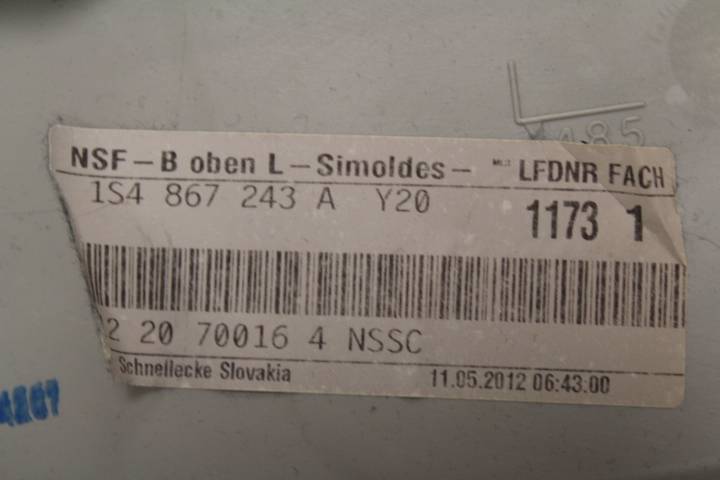 485
NSF-B oben L-Simoldes- LFDNR FACH
1S4 867 243 A Y20 1173 1
2 20 70016 4 NSSC
Schnellecke Slovakia 11.05.2012 06:43:00